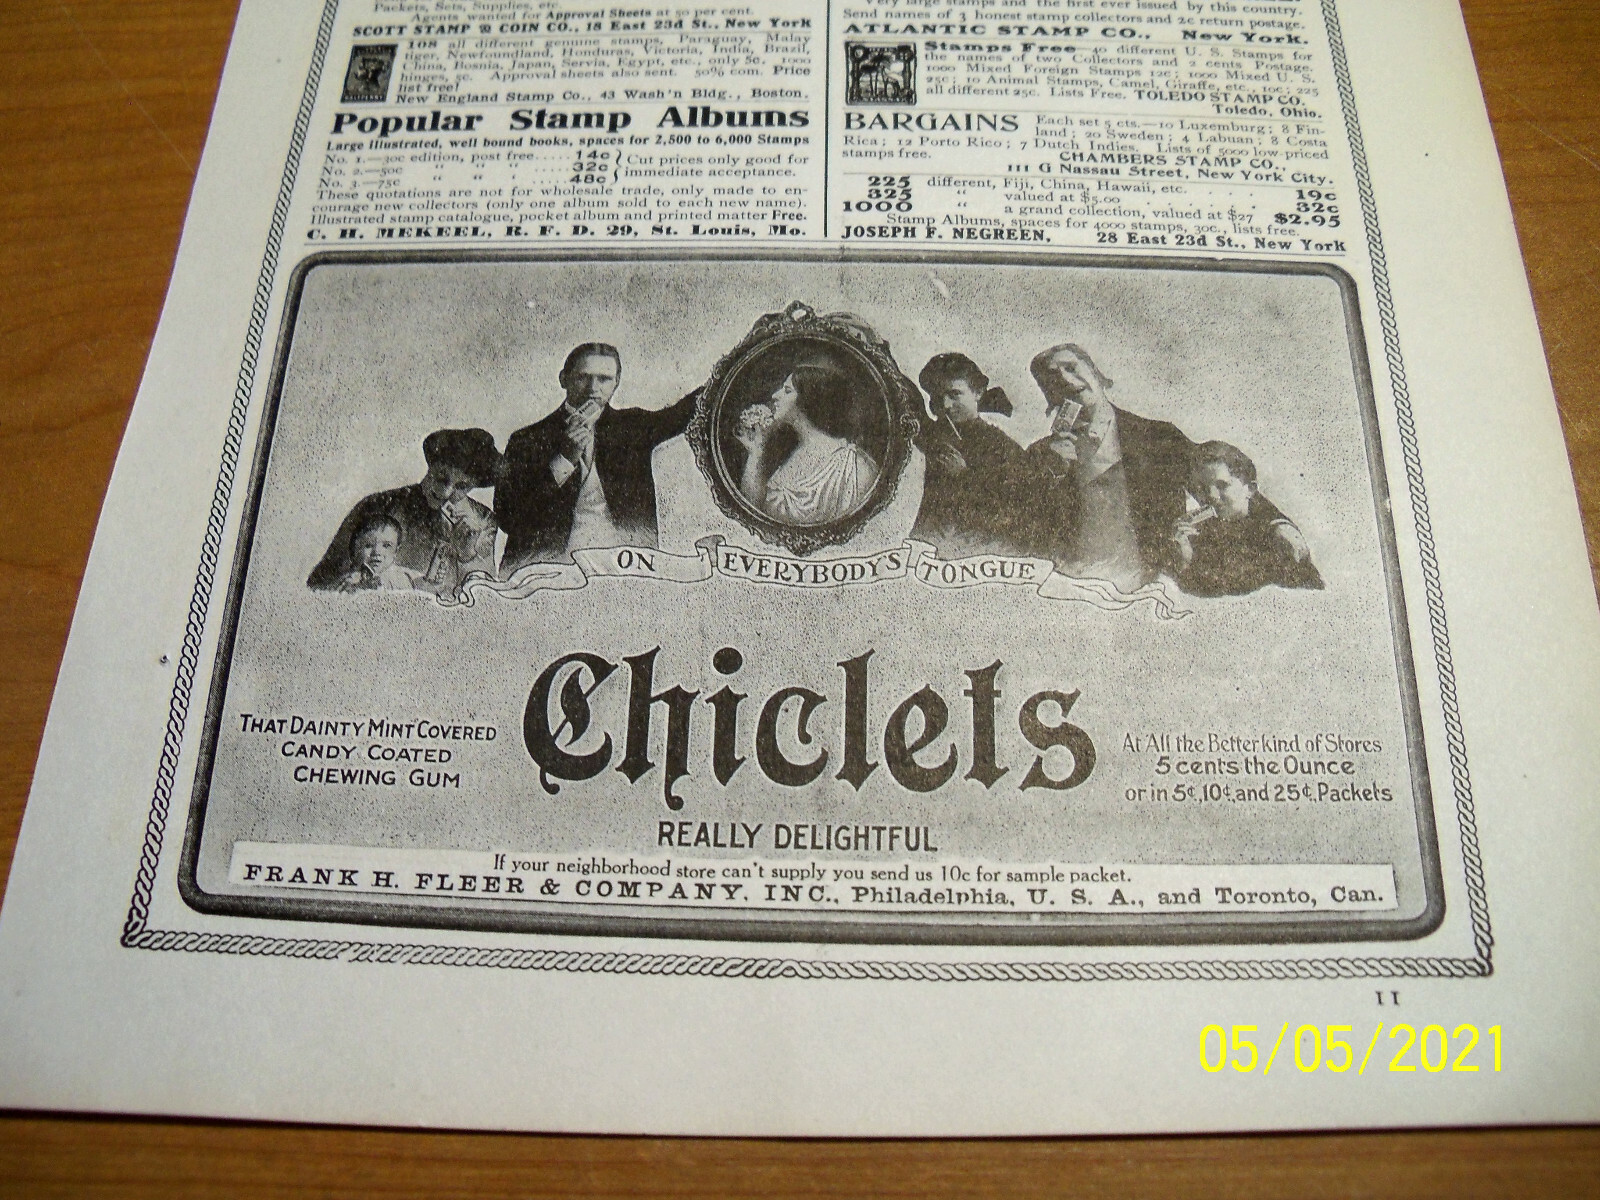 Packets, Sets, Supplies, etc.
Agents wanted for Approval Sheets at 50 per cent.
SCOTT STAMP & COIN CO., 18 East 23d St., New York
108 all different genuine stamps, Paraguay, Malay
tiger, Newfoundland, Honduras, Victoria, India, Brazil,
China, Bosnia, Japan, Servia, Egypt, etc., only 5c. 1000
hinges, 5c. Approval sheets also sent. 50% com. Price
list free!
New England Stamp Co., 43 Wash'n Bldg., Boston.
Popular Stamp Albums
Large illustrated, well bound books, spaces for 2,500 to 6,000 Stamps
No. 1.—30c edition, post free.....14c
No. 2.—50c " " " .....32c
No. 3.—75c " " " .....48c
Cut prices only good for
immediate acceptance.
These quotations are not for wholesale trade, only made to en-
courage new collectors (only one album sold to each new name).
Illustrated stamp catalogue, pocket album and printed matter Free.
C. H. MEKEEL, R. F. D. 29, St. Louis, Mo.
Very large stamps and the first ever issued by this country.
Send names of 3 honest stamp collectors and 2c return postage.
ATLANTIC STAMP CO., New York.
Stamps Free 40 different U. S. Stamps for
the names of two Collectors and 2 cents Postage.
1000 Mixed Foreign Stamps 12c; 1000 Mixed U. S.
25c; 10 Animal Stamps, Camel, Giraffe, etc., 10c; 225
all different 25c. Lists Free. TOLEDO STAMP CO.
Toledo, Ohio.
BARGAINS Each set 5 cts.—10 Luxemburg; 8 Fin-
land; 20 Sweden; 4 Labuan; 8 Costa
Rica; 12 Porto Rico; 7 Dutch Indies. Lists of 5000 low-priced
stamps free. CHAMBERS STAMP CO.,
111 G Nassau Street, New York City.
225 different, Fiji, China, Hawaii, etc. . . . 19c
325 " valued at $5.00 . . . . . . 32c
1000 " a grand collection, valued at $27 $2.95
Stamp Albums, spaces for 4000 stamps, 30c., lists free.
JOSEPH F. NEGREEN, 28 East 23d St., New York
ON EVERYBODY'S TONGUE
Chiclets
THAT DAINTY MINT COVERED
CANDY COATED
CHEWING GUM
At All the Better kind of Stores
5 cents the Ounce
or in 5¢, 10¢, and 25¢, Packets
REALLY DELIGHTFUL
If your neighborhood store can't supply you send us 10c for sample packet.
FRANK H. FLEER & COMPANY, INC., Philadelphia, U. S. A., and Toronto, Can.
11
05/05/2021